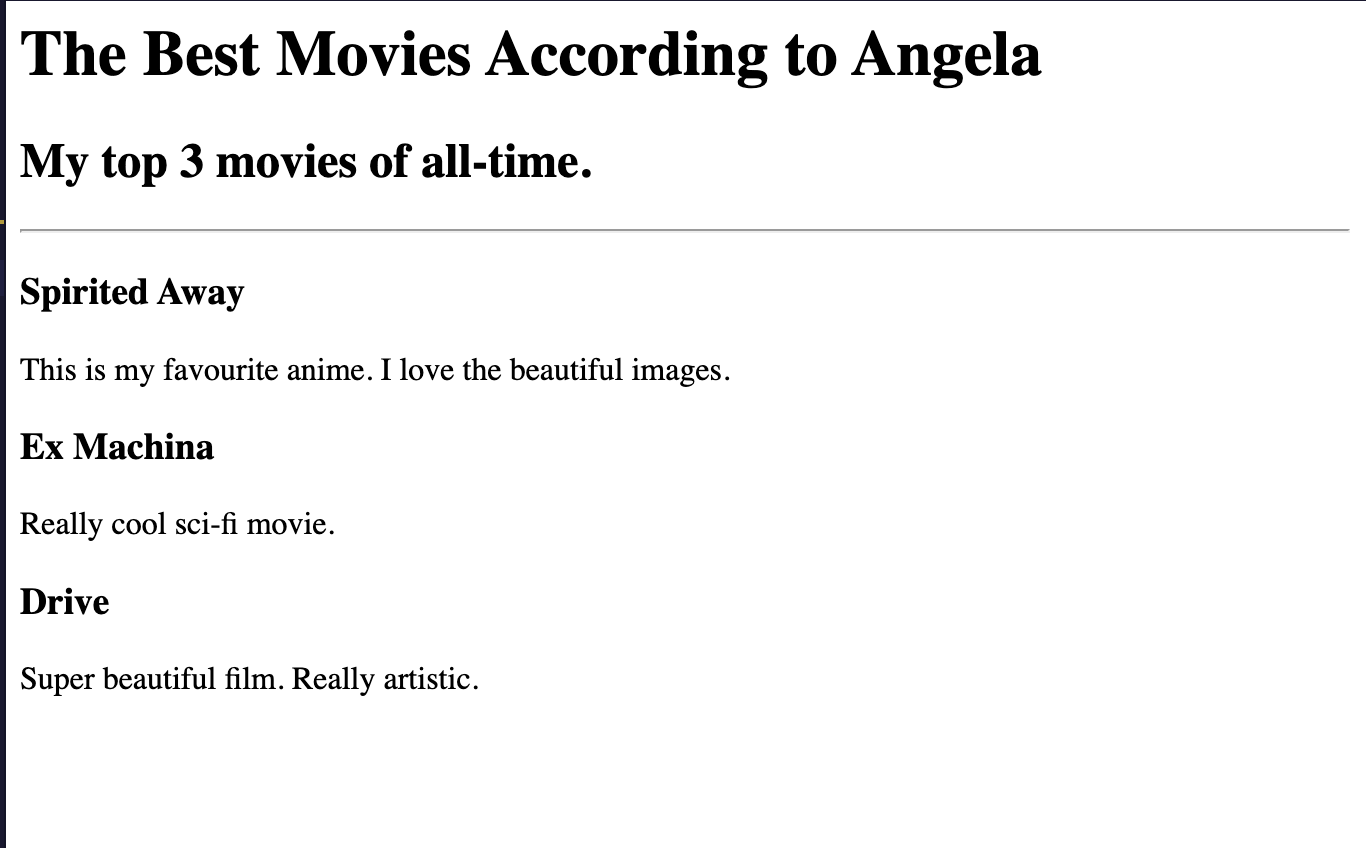 The Best Movies According to Angela
My top 3 movies of all-time.
Spirited Away
This is my favourite anime. I love the beautiful images.
Ex Machina
Really cool sci-fi movie.
Drive
Super beautiful film. Really artistic.